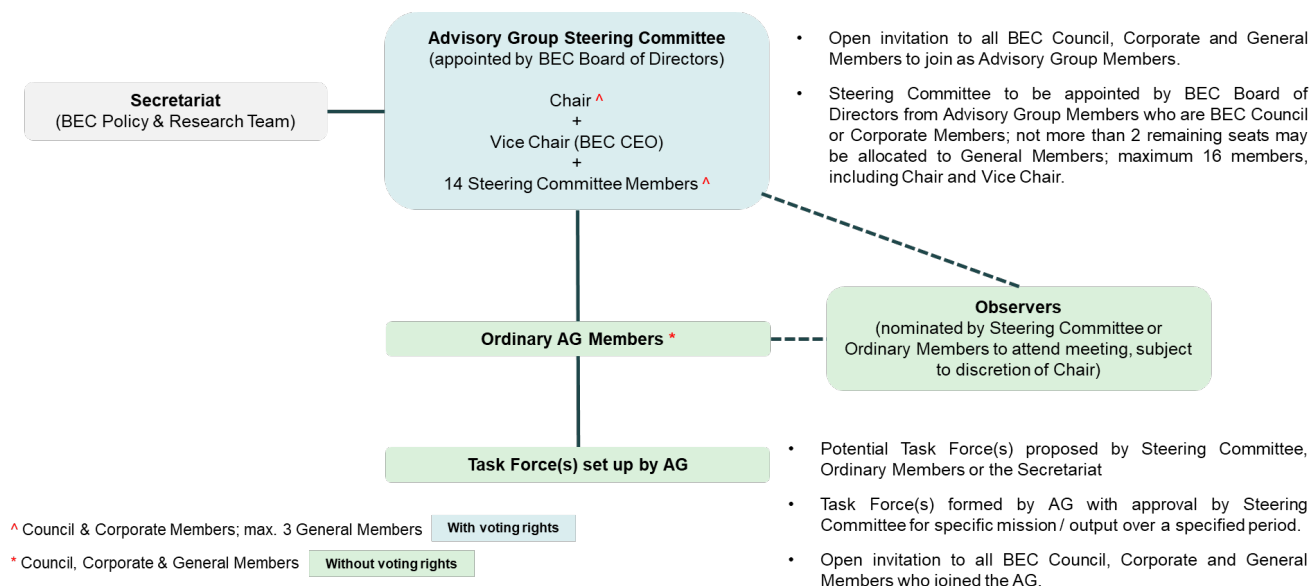 Advisory Group Steering Committee
(appointed by BEC Board of Directors)
Chair ^
+
Vice Chair (BEC CEO)
+
14 Steering Committee Members ^
Secretariat
(BEC Policy & Research Team)
• Open invitation to all BEC Council, Corporate and General
Members to join as Advisory Group Members.
• Steering Committee to be appointed by BEC Board of
Directors from Advisory Group Members who are BEC Council
or Corporate Members; not more than 2 remaining seats may
be allocated to General Members; maximum 16 members,
including Chair and Vice Chair.
Observers
(nominated by Steering Committee or
Ordinary Members to attend meeting, subject
to discretion of Chair)
Ordinary AG Members *
Task Force(s) set up by AG
• Potential Task Force(s) proposed by Steering Committee,
Ordinary Members or the Secretariat
• Task Force(s) formed by AG with approval by Steering
Committee for specific mission / output over a specified period.
• Open invitation to all BEC Council, Corporate and General
Members who joined the AG.
^ Council & Corporate Members; max. 3 General Members With voting rights
* Council, Corporate & General Members Without voting rights